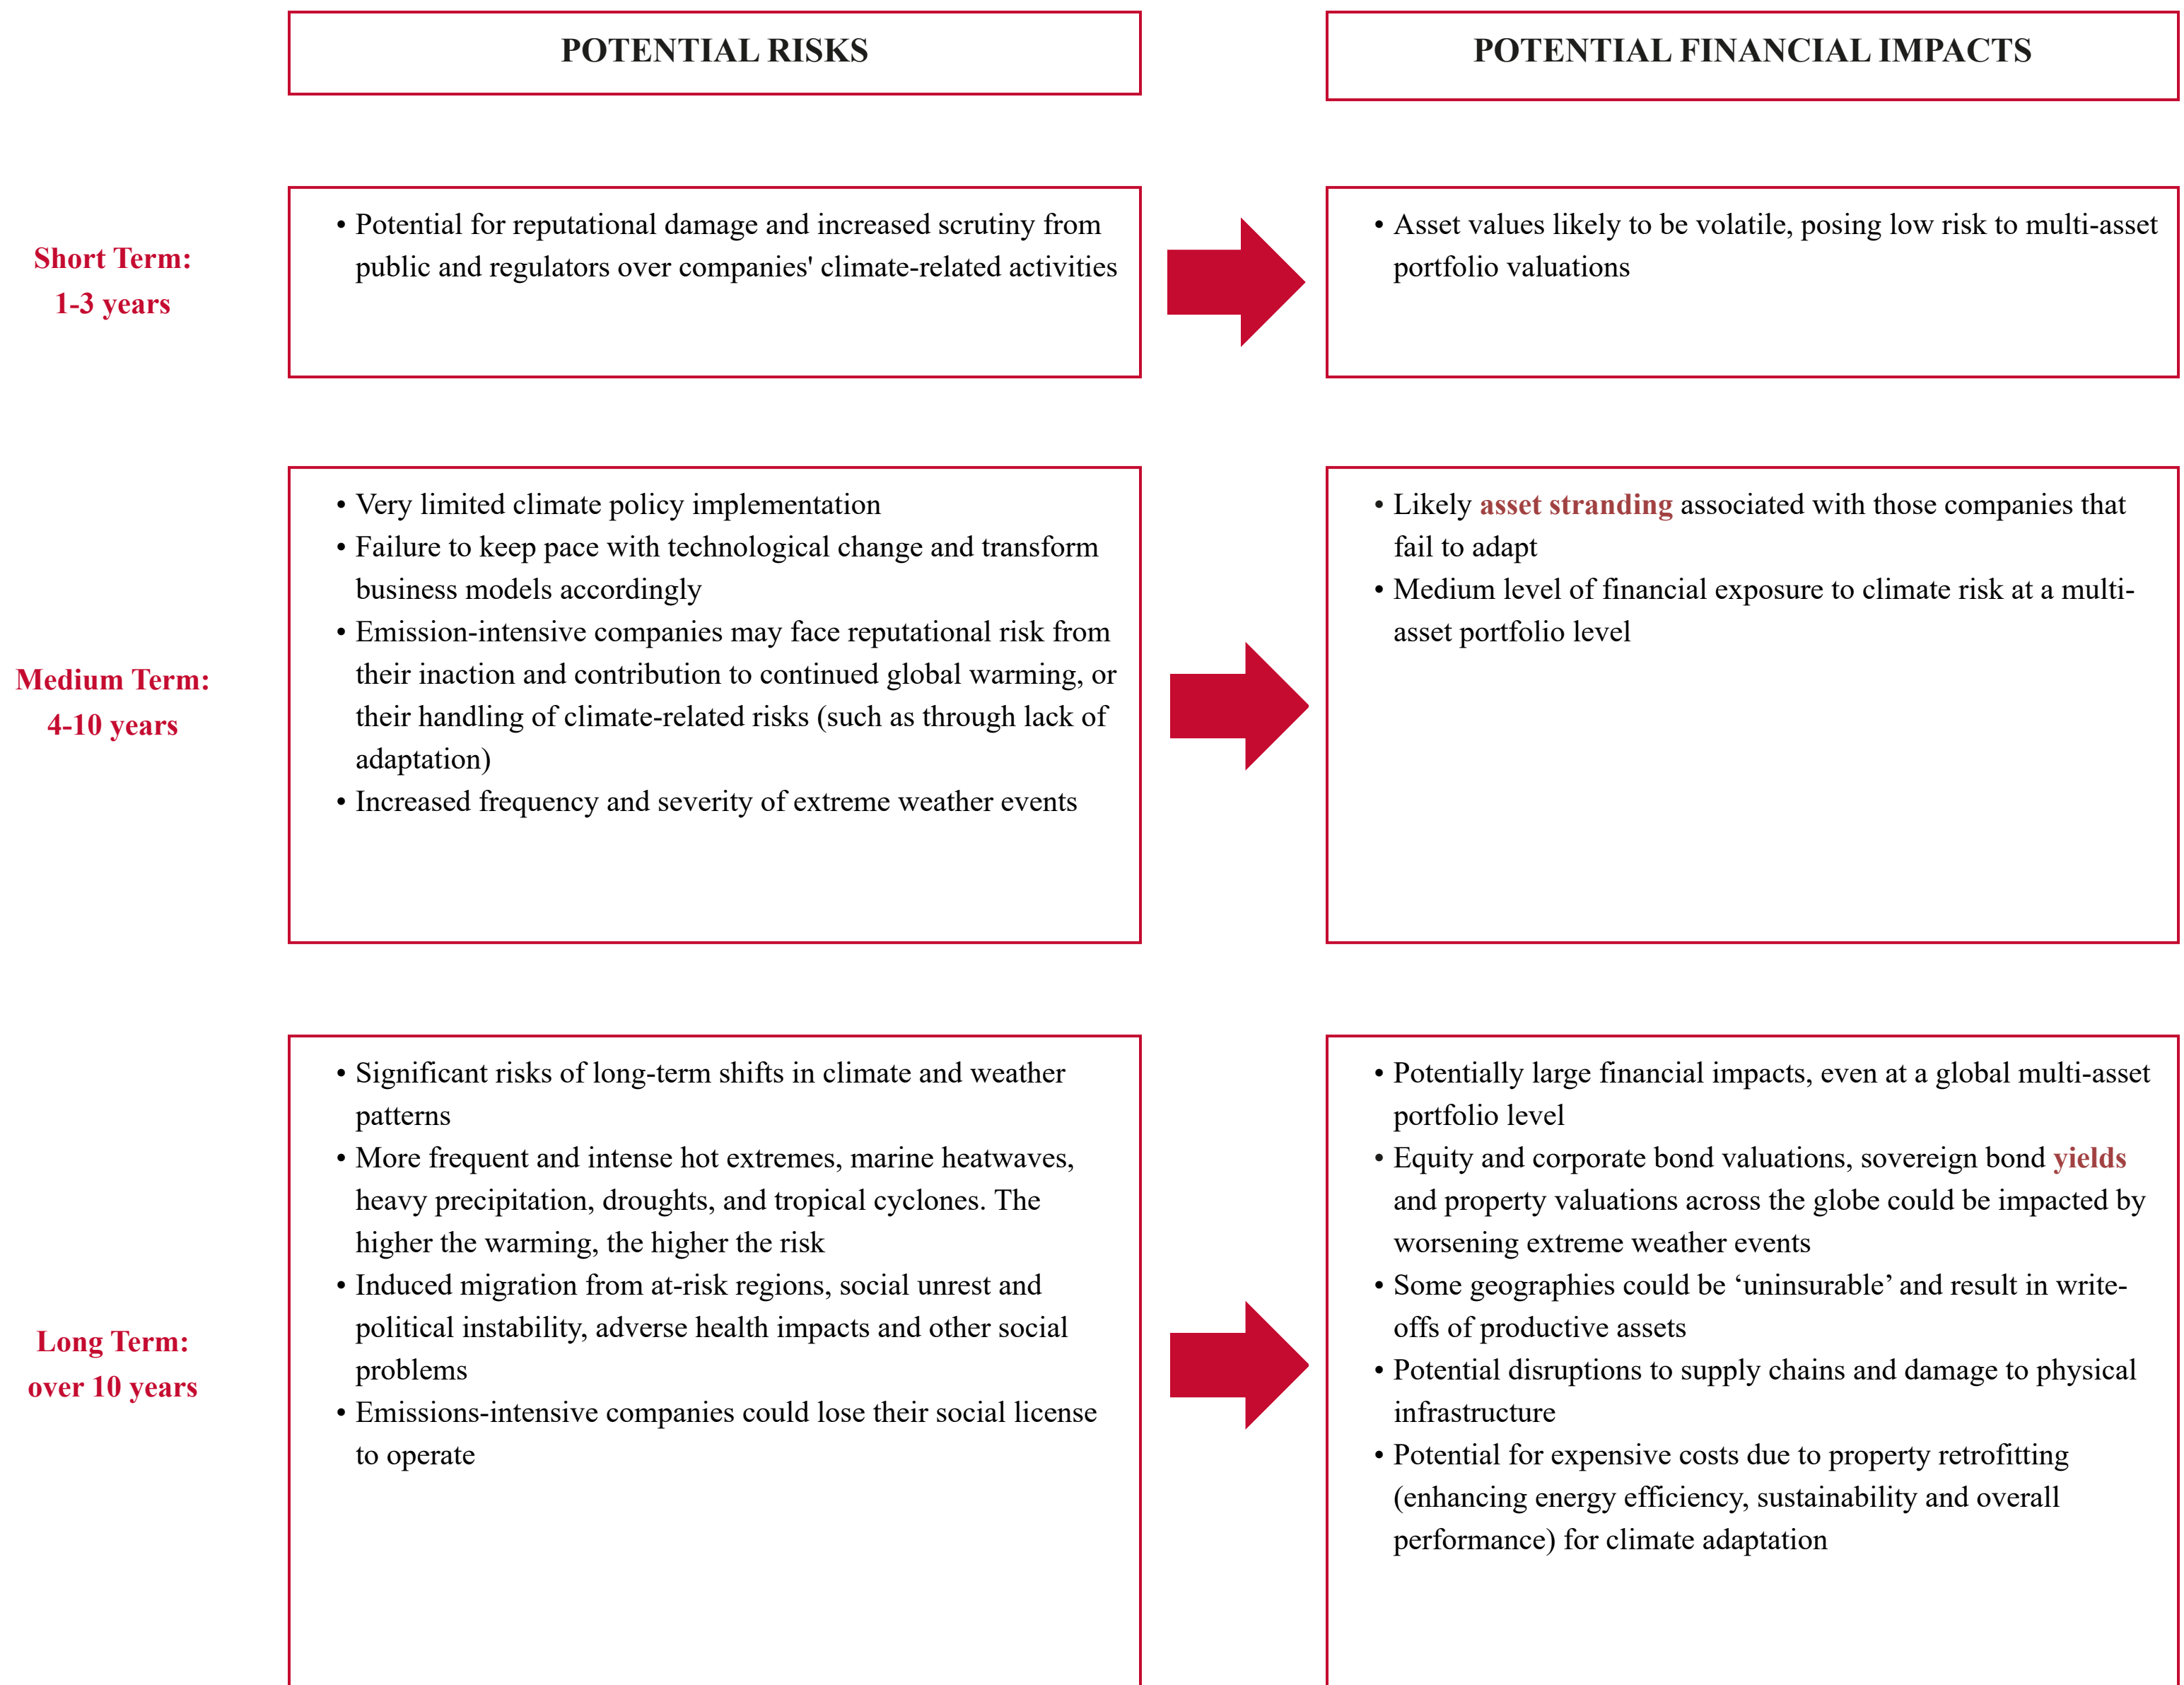 POTENTIAL RISKS
POTENTIAL FINANCIAL IMPACTS
Short Term:
1-3 years
• Potential for reputational damage and increased scrutiny from
public and regulators over companies' climate-related activities
• Asset values likely to be volatile, posing low risk to multi-asset
portfolio valuations
Medium Term:
4-10 years
• Very limited climate policy implementation
• Failure to keep pace with technological change and transform
business models accordingly
• Emission-intensive companies may face reputational risk from
their inaction and contribution to continued global warming, or
their handling of climate-related risks (such as through lack of
adaptation)
• Increased frequency and severity of extreme weather events
• Likely asset stranding associated with those companies that
fail to adapt
• Medium level of financial exposure to climate risk at a multi-
asset portfolio level
Long Term:
over 10 years
• Significant risks of long-term shifts in climate and weather
patterns
• More frequent and intense hot extremes, marine heatwaves,
heavy precipitation, droughts, and tropical cyclones. The
higher the warming, the higher the risk
• Induced migration from at-risk regions, social unrest and
political instability, adverse health impacts and other social
problems
• Emissions-intensive companies could lose their social license
to operate
• Potentially large financial impacts, even at a global multi-asset
portfolio level
• Equity and corporate bond valuations, sovereign bond yields
and property valuations across the globe could be impacted by
worsening extreme weather events
• Some geographies could be ‘uninsurable’ and result in write-
offs of productive assets
• Potential disruptions to supply chains and damage to physical
infrastructure
• Potential for expensive costs due to property retrofitting
(enhancing energy efficiency, sustainability and overall
performance) for climate adaptation